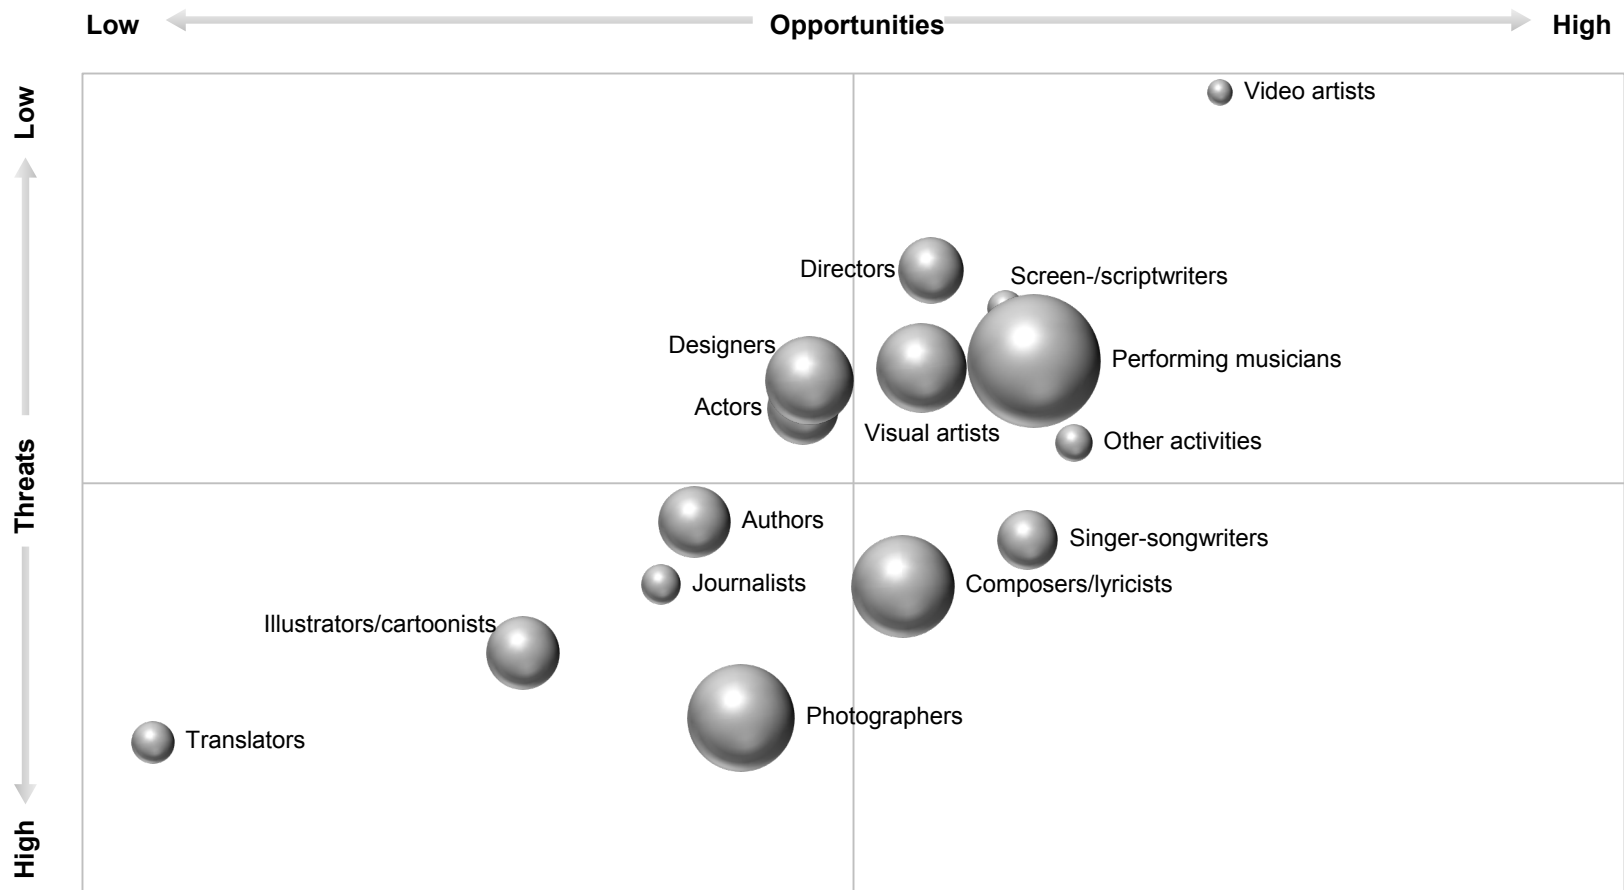 Low
Opportunities
High
Low
Threats
High
Video artists
Directors
Screen-/scriptwriters
Designers
Performing musicians
Actors
Visual artists
Other activities
Authors
Singer-songwriters
Journalists
Composers/lyricists
Illustrators/cartoonists
Photographers
Translators